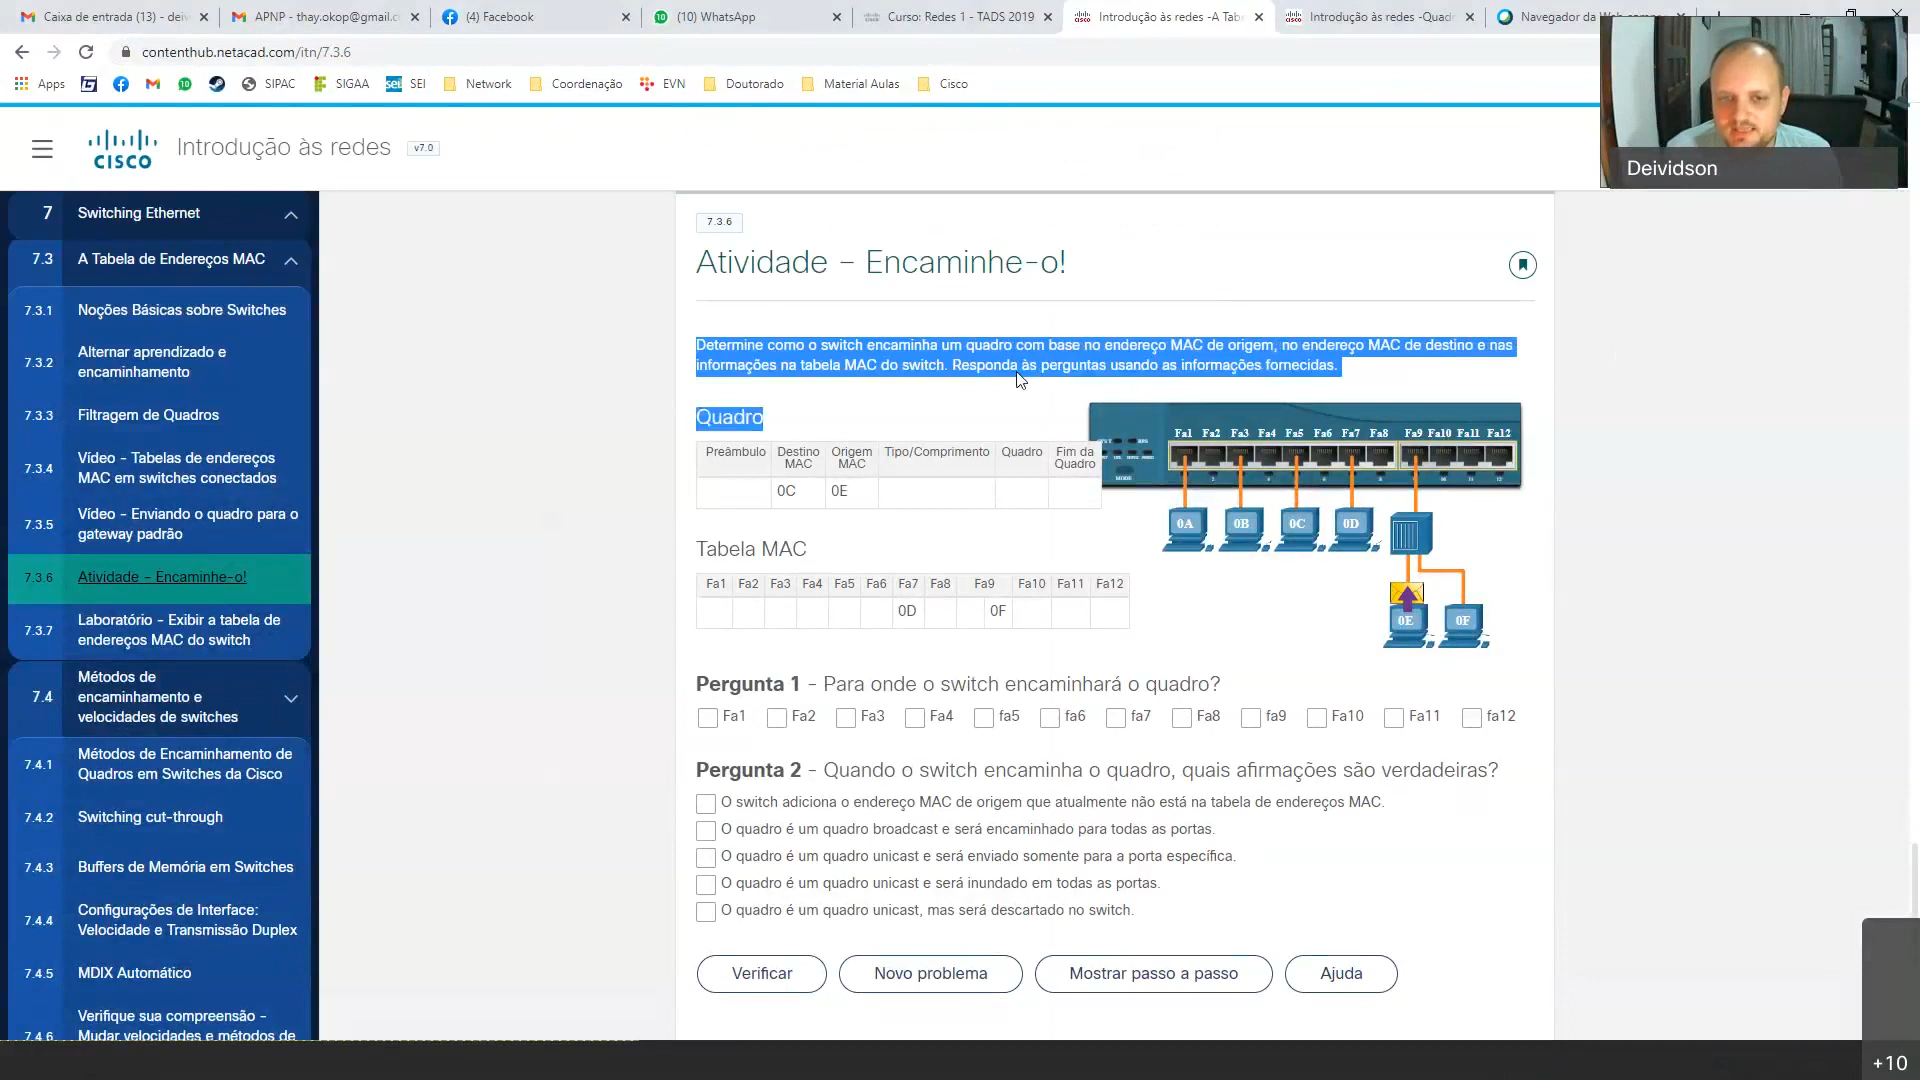 Caixa de entrada (13) - deiv
APNP - thay.okop@gmail.c
(4) Facebook
(10) WhatsApp
Curso: Redes 1 - TADS 2019
Introdução às redes -A Tabe
Introdução às redes -Quad
Navegador da Web
contenthub.netacad.com/itn/7.3.6
Apps
SIPAC
SIGAA
sei!
SEI
Network
Coordenação
EVN
Doutorado
Material Aulas
Cisco
CISCO
Introdução às redes
v7.0
Deividson
7 Switching Ethernet
7.3 A Tabela de Endereços MAC
7.3.1 Noções Básicas sobre Switches
7.3.2 Alternar aprendizado e
encaminhamento
7.3.3 Filtragem de Quadros
7.3.4 Vídeo - Tabelas de endereços
MAC em switches conectados
7.3.5 Vídeo - Enviando o quadro para o
gateway padrão
7.3.6 Atividade - Encaminhe-o!
7.3.7 Laboratório - Exibir a tabela de
endereços MAC do switch
7.4 Métodos de
encaminhamento e
velocidades de switches
7.4.1 Métodos de Encaminhamento de
Quadros em Switches da Cisco
7.4.2 Switching cut-through
7.4.3 Buffers de Memória em Switches
7.4.4 Configurações de Interface:
Velocidade e Transmissão Duplex
7.4.5 MDIX Automático
7.4.6 Verifique sua compreensão -
Mudar velocidades e métodos de
7.3.6
Atividade - Encaminhe-o!
Determine como o switch encaminha um quadro com base no endereço MAC de origem, no endereço MAC de destino e nas
informações na tabela MAC do switch. Responda às perguntas usando as informações fornecidas.
Quadro
Preâmbulo Destino MAC Origem MAC Tipo/Comprimento Quadro Fim da Quadro
0C 0E
Fa1 Fa2 Fa3 Fa4 Fa5 Fa6 Fa7 Fa8 Fa9 Fa10 Fa11 Fa12
MODE
0A 0B 0C 0D
0E 0F
Tabela MAC
Fa1 Fa2 Fa3 Fa4 Fa5 Fa6 Fa7 Fa8 Fa9 Fa10 Fa11 Fa12
0D 0F
Pergunta 1 - Para onde o switch encaminhará o quadro?
Fa1 Fa2 Fa3 Fa4 fa5 fa6 fa7 Fa8 fa9 Fa10 Fa11 fa12
Pergunta 2 - Quando o switch encaminha o quadro, quais afirmações são verdadeiras?
O switch adiciona o endereço MAC de origem que atualmente não está na tabela de endereços MAC.
O quadro é um quadro broadcast e será encaminhado para todas as portas.
O quadro é um quadro unicast e será enviado somente para a porta específica.
O quadro é um quadro unicast e será inundado em todas as portas.
O quadro é um quadro unicast, mas será descartado no switch.
Verificar
Novo problema
Mostrar passo a passo
Ajuda
+10